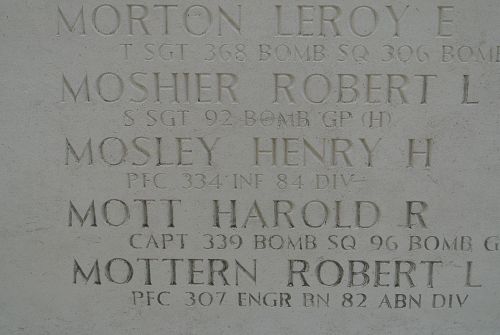 MORTON LEROY E
T SGT 368 BOMB SQ 306 BOMB
MOSHIER ROBERT L
S SGT 92 BOMB GP (H)
MOSLEY HENRY H
PFC 334 INF 84 DIV
MOTT HAROLD R
CAPT 339 BOMB SQ 96 BOMB G
MOTTERN ROBERT L
PFC 307 ENGR BN 82 ABN DIV